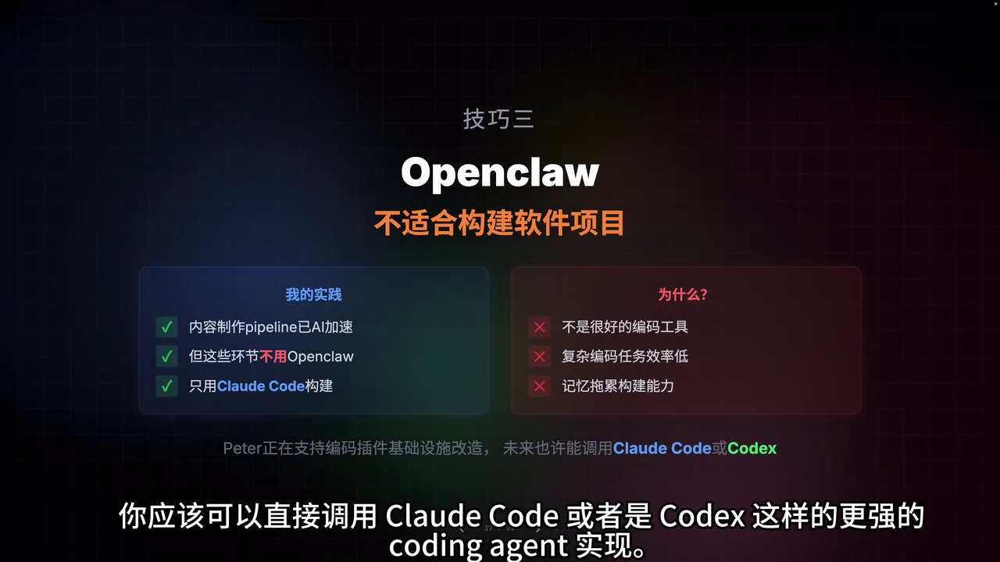 技巧三
Openclaw
不适合构建软件项目
我的实践
✓ 内容制作pipeline已AI加速
✓ 但这些环节不用Openclaw
✓ 只用Claude Code构建
为什么？
✕ 不是很好的编码工具
✕ 复杂编码任务效率低
✕ 记忆拖累构建能力
Peter正在支持编码插件基础设施改造， 未来也许能调用Claude Code或Codex
你应该可以直接调用 Claude Code 或者是 Codex 这样的更强的
coding agent 实现。